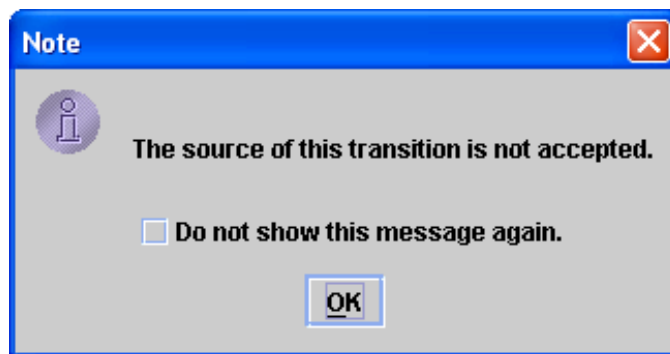 Note
The source of this transition is not accepted.
Do not show this message again.
OK